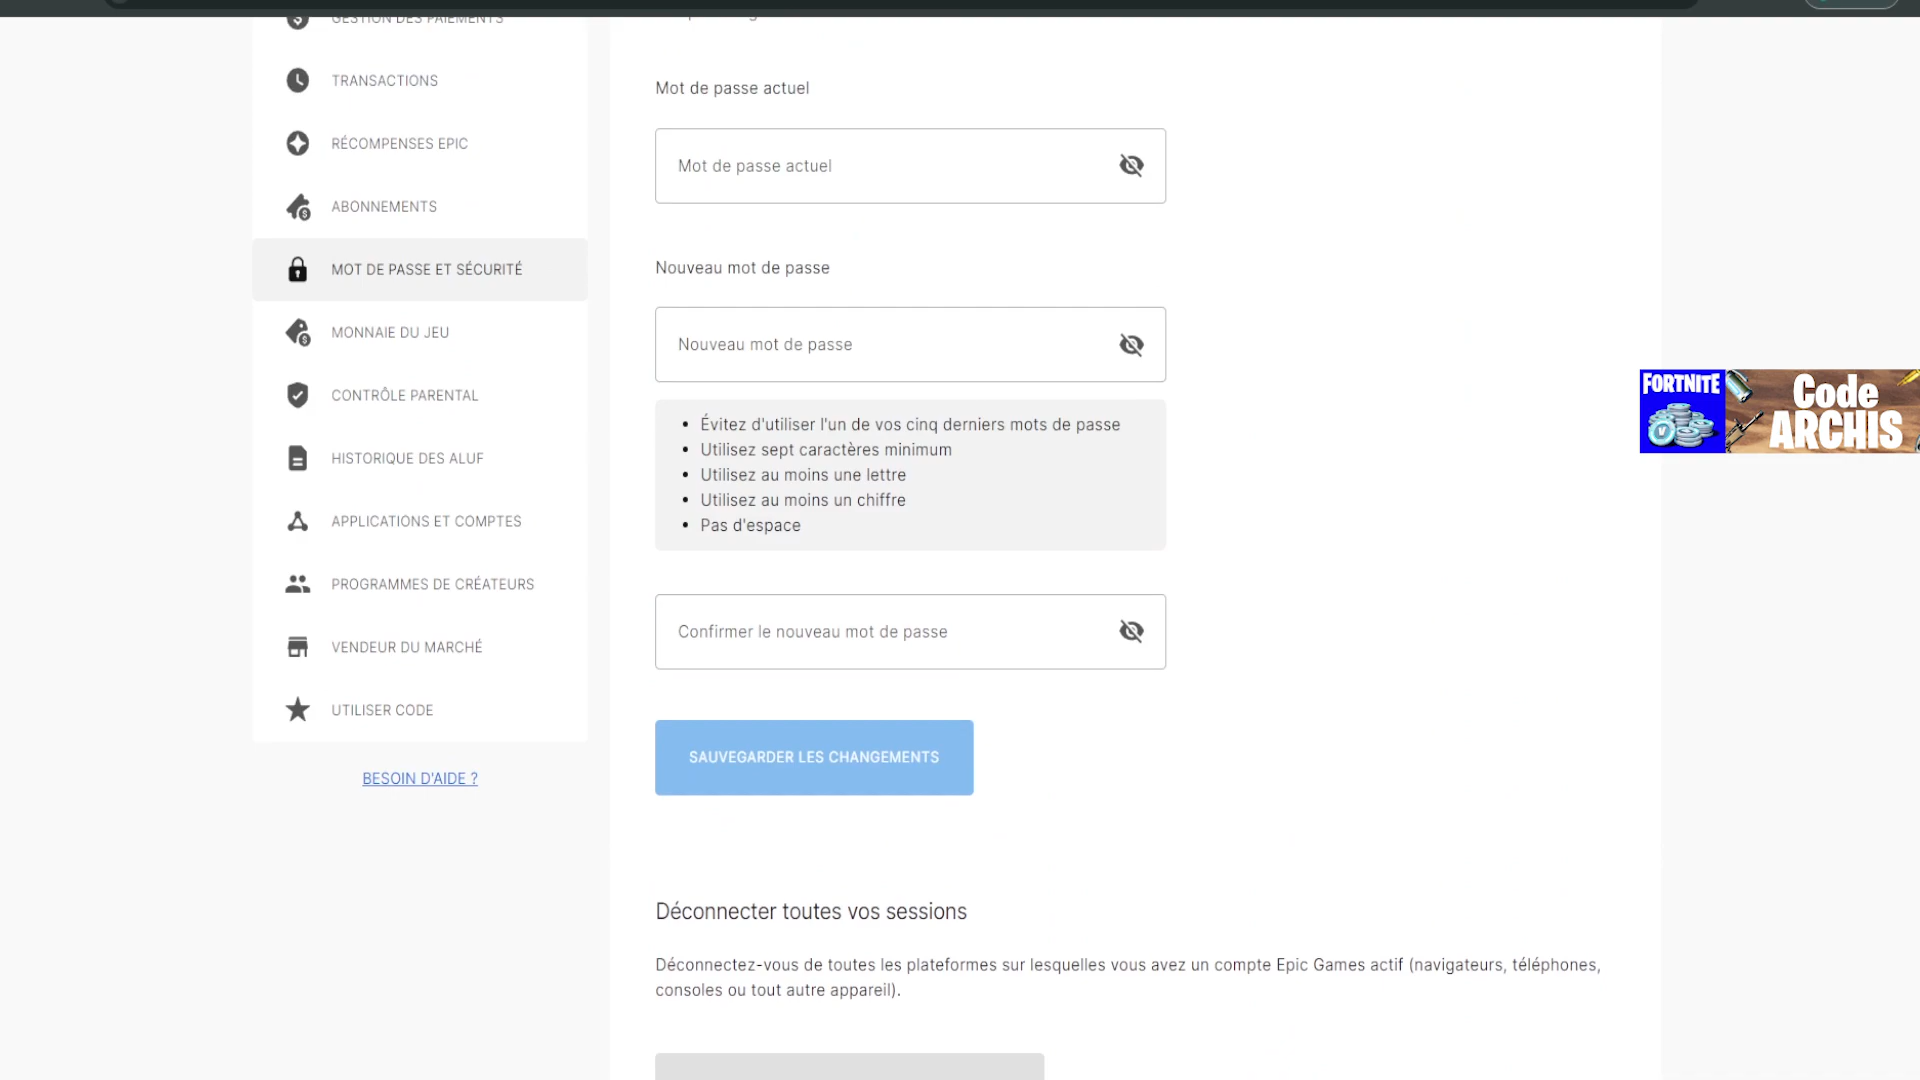 GESTION DES PAIEMENTS
TRANSACTIONS
RÉCOMPENSES EPIC
ABONNEMENTS
MOT DE PASSE ET SÉCURITÉ
MONNAIE DU JEU
CONTRÔLE PARENTAL
HISTORIQUE DES ALUF
APPLICATIONS ET COMPTES
PROGRAMMES DE CRÉATEURS
VENDEUR DU MARCHÉ
UTILISER CODE
BESOIN D'AIDE ?
Mot de passe actuel
Mot de passe actuel
Nouveau mot de passe
Nouveau mot de passe
• Évitez d'utiliser l'un de vos cinq derniers mots de passe
• Utilisez sept caractères minimum
• Utilisez au moins une lettre
• Utilisez au moins un chiffre
• Pas d'espace
Confirmer le nouveau mot de passe
SAUVEGARDER LES CHANGEMENTS
Déconnecter toutes vos sessions
Déconnectez-vous de toutes les plateformes sur lesquelles vous avez un compte Epic Games actif (navigateurs, téléphones,
consoles ou tout autre appareil).
FORTNITE
Code
ARCHIS